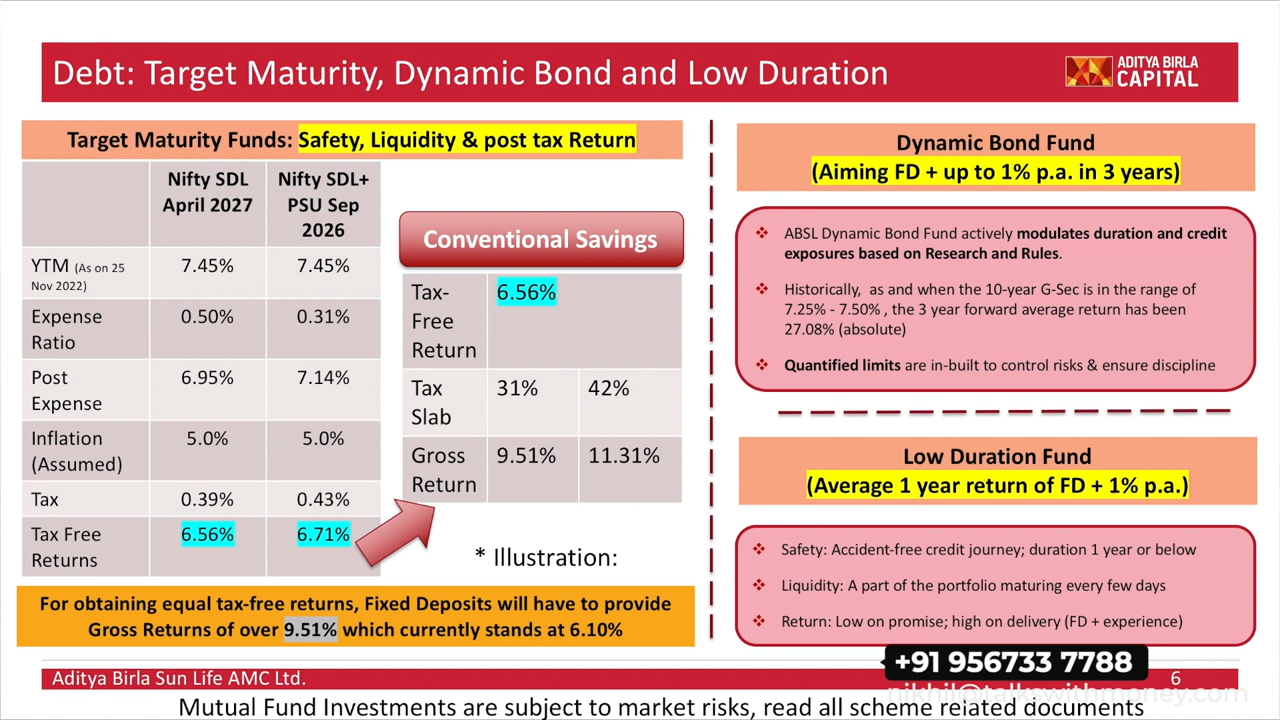 Debt: Target Maturity, Dynamic Bond and Low Duration
ADITYA BIRLA
CAPITAL
Target Maturity Funds: Safety, Liquidity & post tax Return
Nifty SDL
April 2027
Nifty SDL+
PSU Sep
2026
YTM (As on 25
Nov 2022)
7.45%
7.45%
Expense
Ratio
0.50%
0.31%
Post
Expense
6.95%
7.14%
Inflation
(Assumed)
5.0%
5.0%
Tax
0.39%
0.43%
Tax Free
Returns
6.56%
6.71%
Conventional Savings
Tax-
Free
Return
6.56%
Tax
Slab
31%
42%
Gross
Return
9.51%
11.31%
* Illustration:
For obtaining equal tax-free returns, Fixed Deposits will have to provide
Gross Returns of over 9.51% which currently stands at 6.10%
Dynamic Bond Fund
(Aiming FD + up to 1% p.a. in 3 years)
❖ ABSL Dynamic Bond Fund actively modulates duration and credit
exposures based on Research and Rules.
❖ Historically, as and when the 10-year G-Sec is in the range of
7.25% - 7.50% , the 3 year forward average return has been
27.08% (absolute)
❖ Quantified limits are in-built to control risks & ensure discipline
Low Duration Fund
(Average 1 year return of FD + 1% p.a.)
❖ Safety: Accident-free credit journey; duration 1 year or below
❖ Liquidity: A part of the portfolio maturing every few days
❖ Return: Low on promise; high on delivery (FD + experience)
+91 956733 7788
Aditya Birla Sun Life AMC Ltd.
6
nikhil@talkswithmoney.com
Mutual Fund Investments are subject to market risks, read all scheme related documents